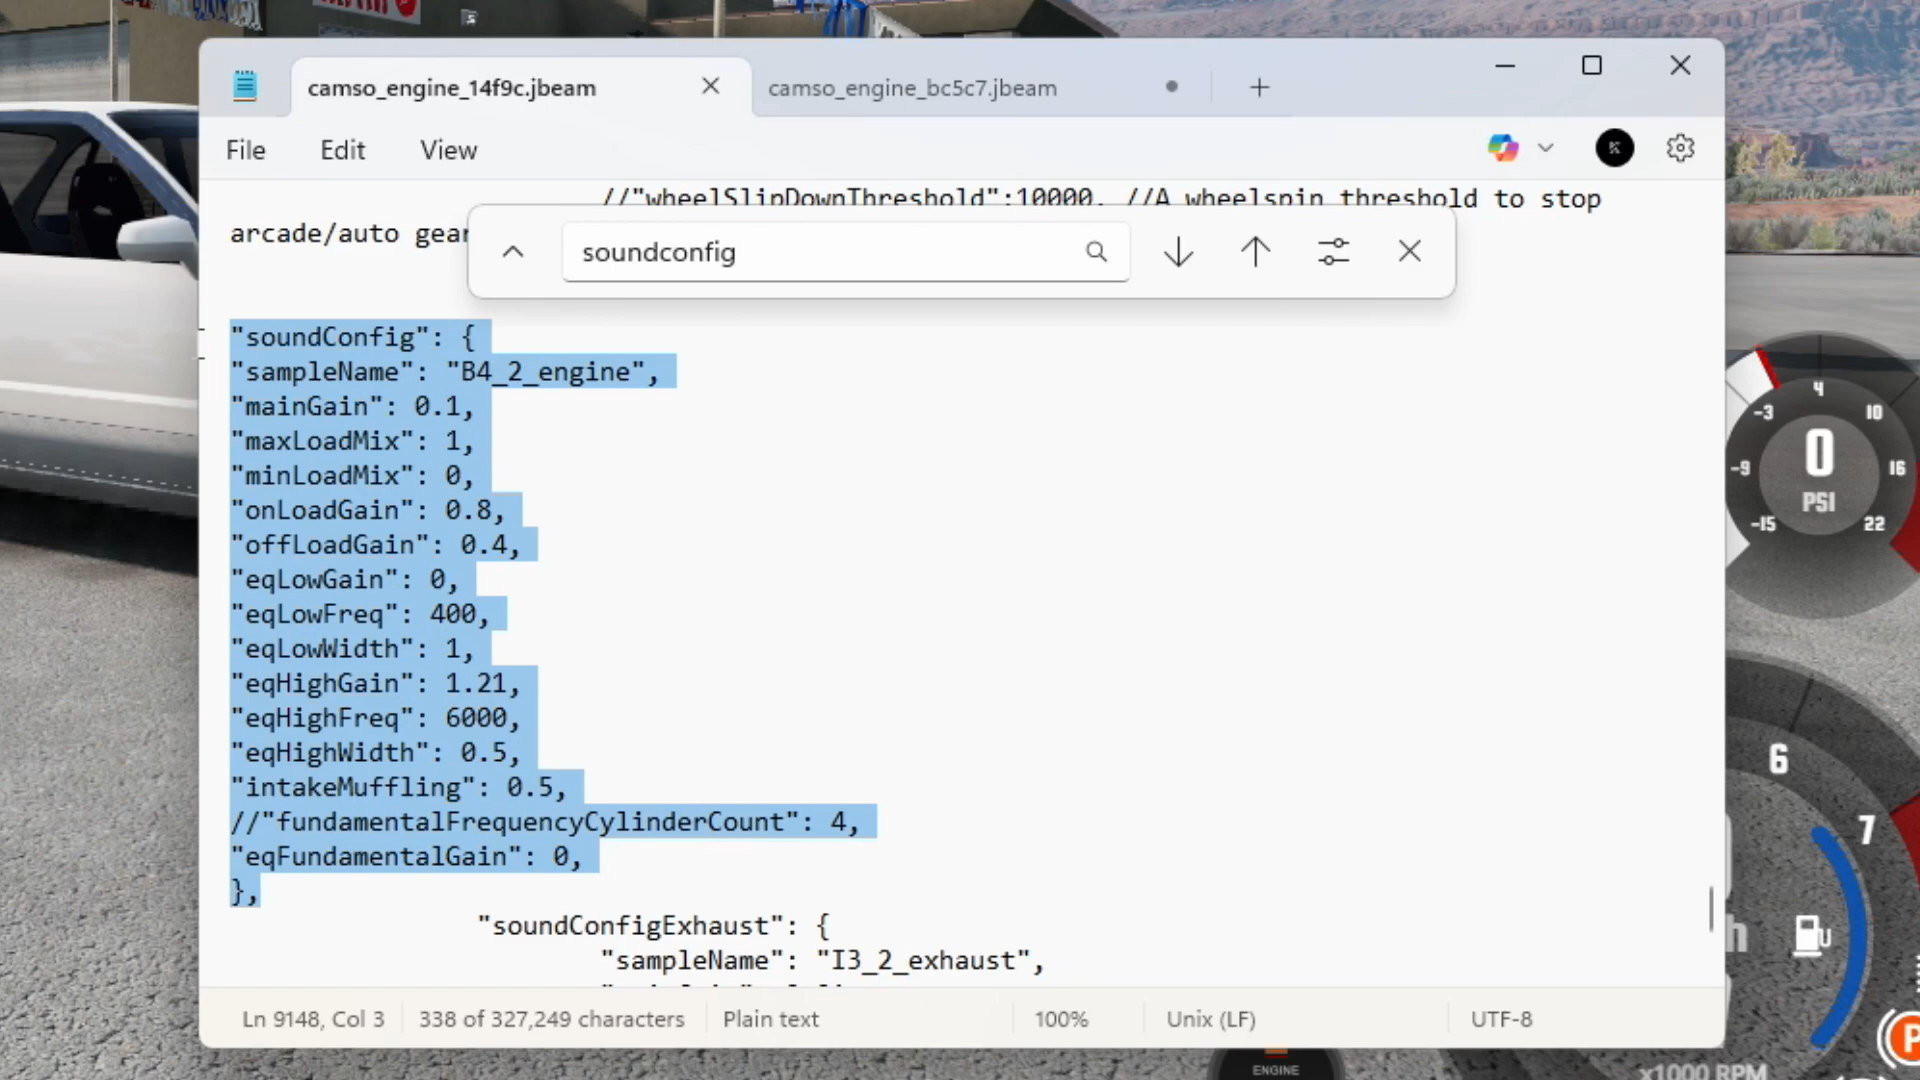 camso_engine_14f9c.jbeam
camso_engine_bc5c7.jbeam
File Edit View
//"wheelSlipDownThreshold":10000, //A wheelspin threshold to stop
arcade/auto gear
soundconfig
"soundConfig": {
"sampleName": "B4_2_engine",
"mainGain": 0.1,
"maxLoadMix": 1,
"minLoadMix": 0,
"onLoadGain": 0.8,
"offLoadGain": 0.4,
"eqLowGain": 0,
"eqLowFreq": 400,
"eqLowWidth": 1,
"eqHighGain": 1.21,
"eqHighFreq": 6000,
"eqHighWidth": 0.5,
"intakeMuffling": 0.5,
//"fundamentalFrequencyCylinderCount": 4,
"eqFundamentalGain": 0,
},
"soundConfigExhaust": {
"sampleName": "I3_2_exhaust",
Ln 9148, Col 3 338 of 327,249 characters Plain text 100% Unix (LF) UTF-8
4
-3 10
-9 0 16
PSI
-15 22
6
7
h
P
ENGINE
x1000 RPM